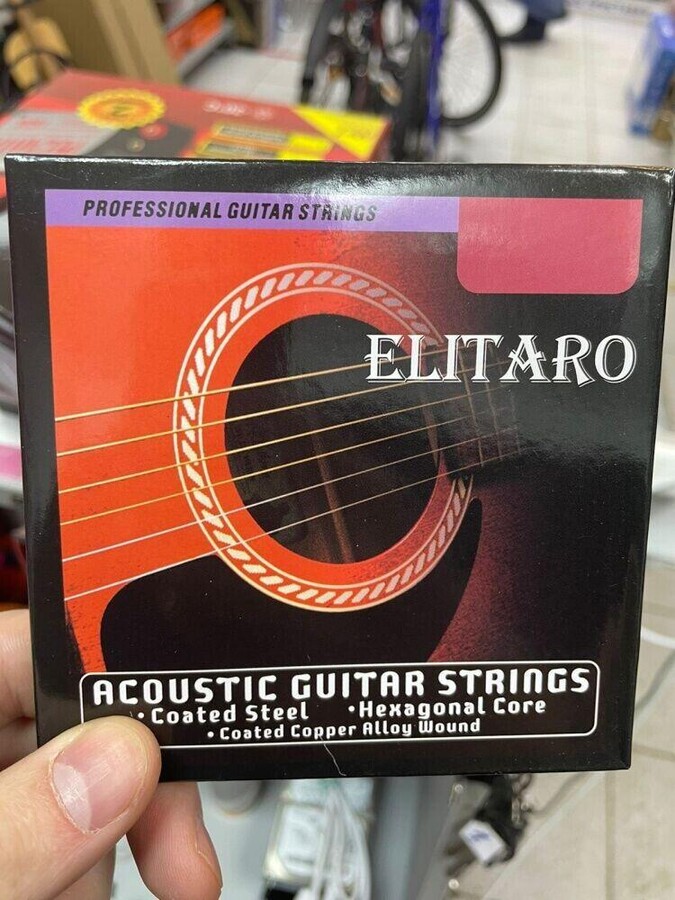 PROFESSIONAL GUITAR STRINGS
ELITARO
ACOUSTIC GUITAR STRINGS
• Coated Steel • Hexagonal Core
• Coated Copper Alloy Wound